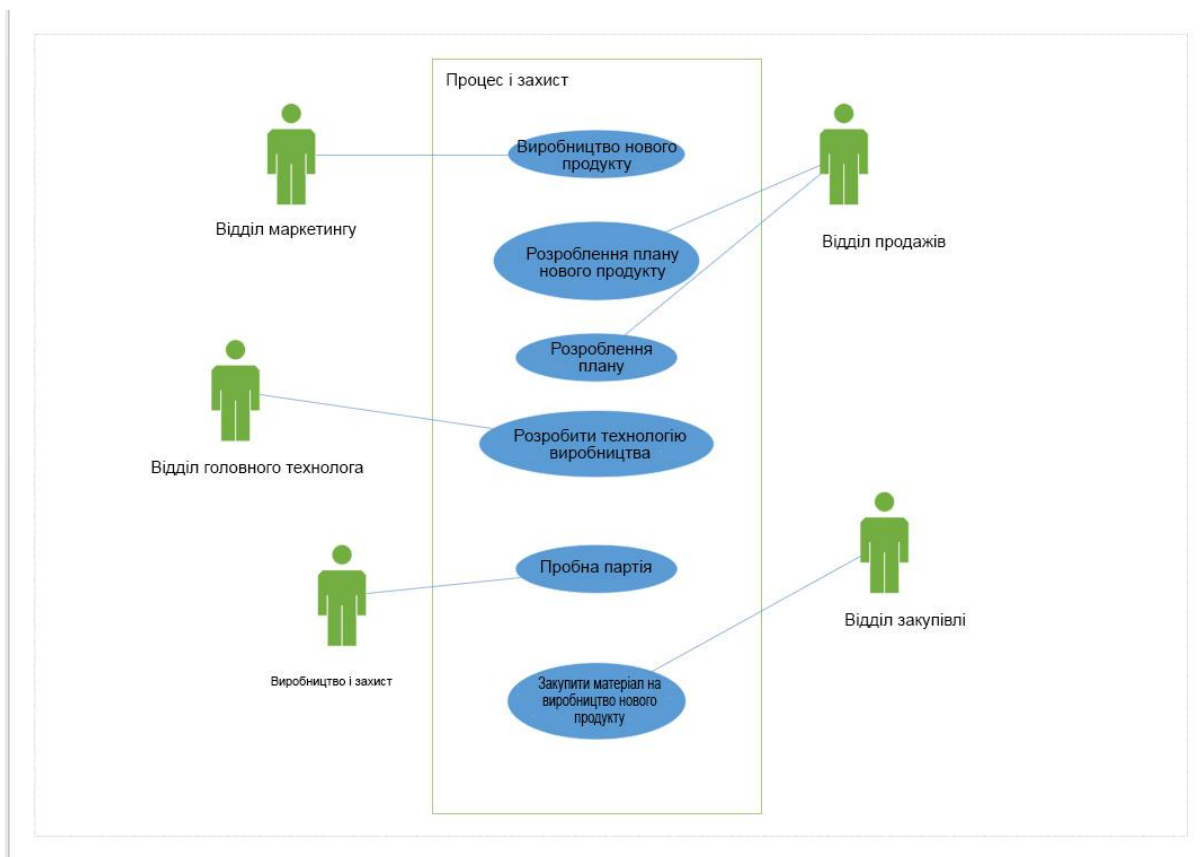 Процес і захист
Виробництво нового
продукту
Відділ маркетингу
Відділ продажів
Розроблення плану
нового продукту
Розроблення
плану
Розробити технологію
виробництва
Відділ головного технолога
Пробна партія
Відділ закупівлі
Виробництво і захист
Закупити матеріал на
виробництво нового
продукту